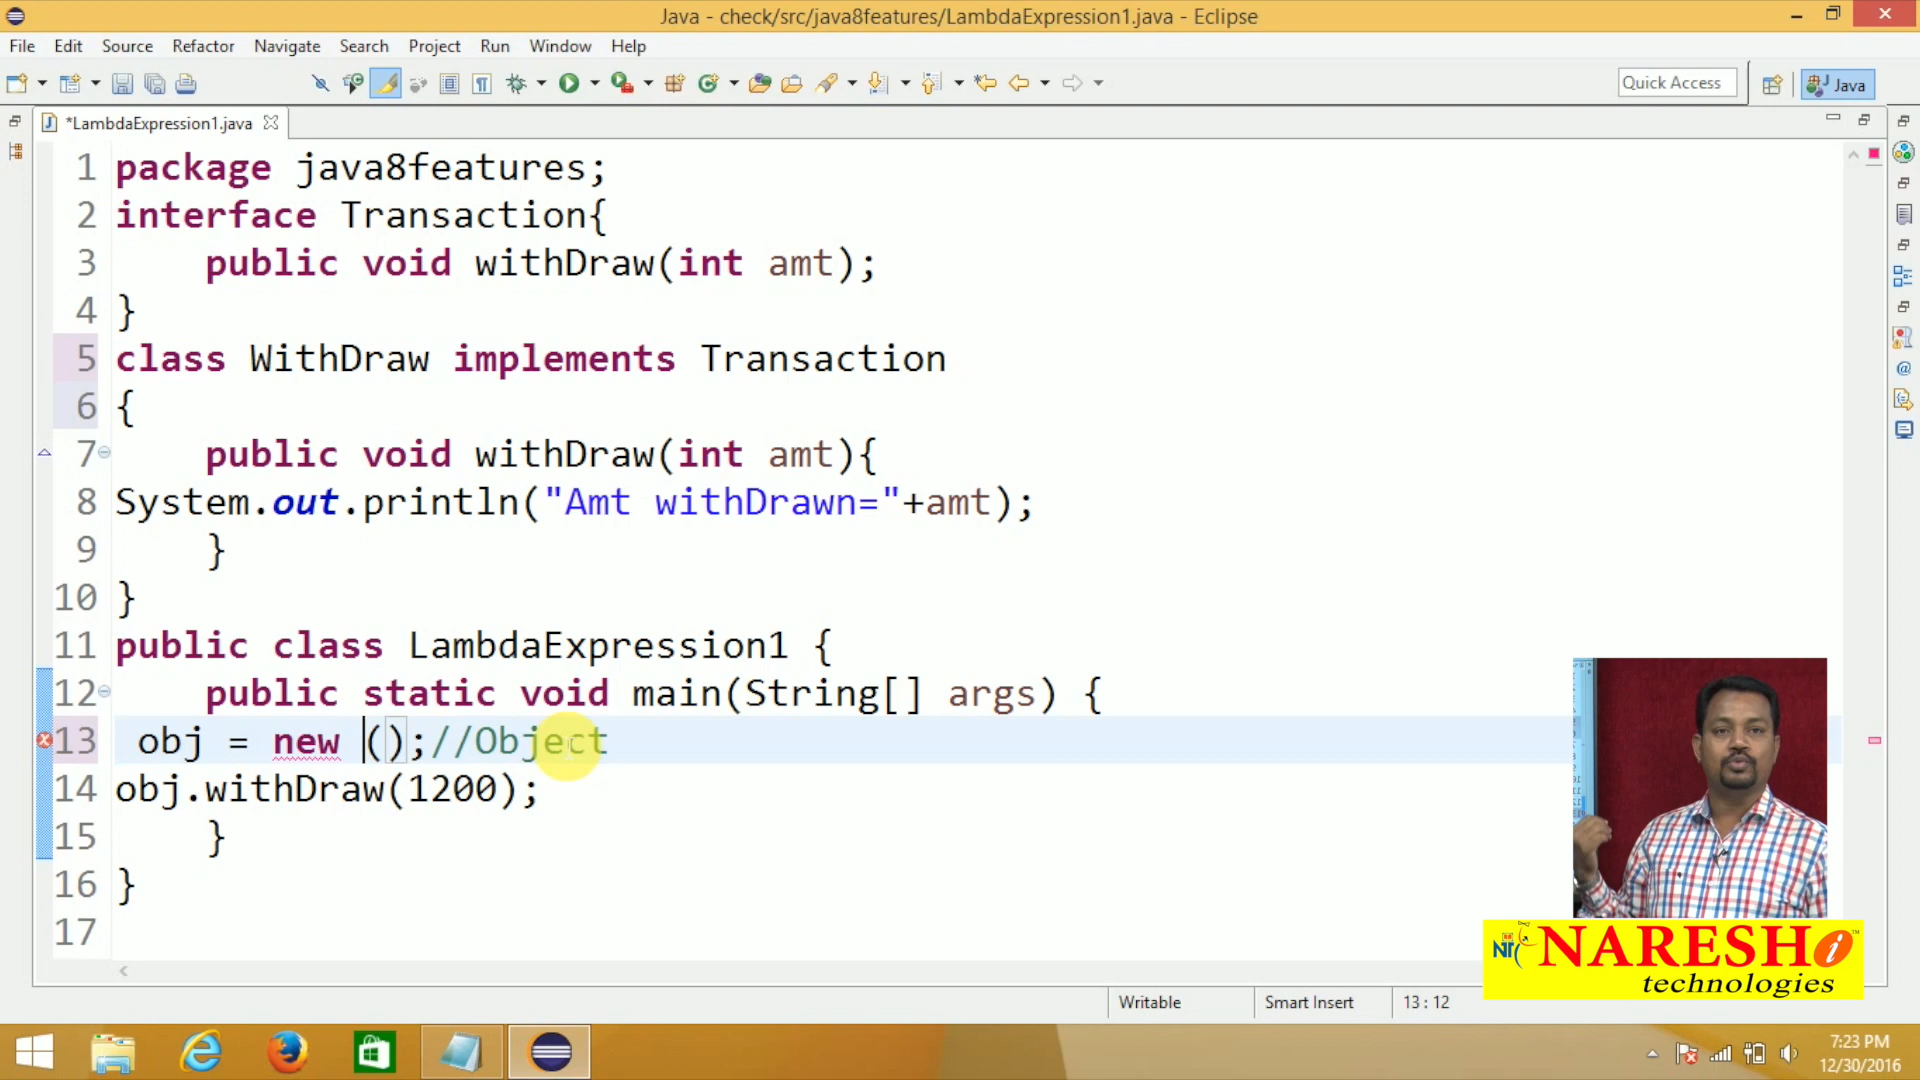 Java - check/src/java8features/LambdaExpression1.java - Eclipse
File Edit Source Refactor Navigate Search Project Run Window Help
Quick Access
Java
*LambdaExpression1.java
1 package java8features;
2 interface Transaction{
3 public void withDraw(int amt);
4 }
5 class WithDraw implements Transaction
6 {
7 public void withDraw(int amt){
8 System.out.println("Amt withDrawn="+amt);
9 }
10 }
11 public class LambdaExpression1 {
12 public static void main(String[] args) {
13 obj = new ();//Object
14 obj.withDraw(1200);
15 }
16 }
17
NARESH i
technologies
Writable Smart Insert 13 : 12
7:23 PM
12/30/2016